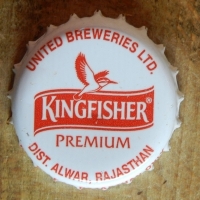 UNITED BREWERIES LTD.
KINGFISHER®
PREMIUM
DIST. ALWAR, RAJASTHAN